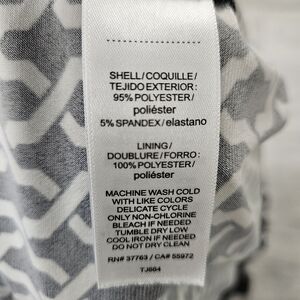 SHELL/COQUILLE/
TEJIDO EXTERIOR:
95% POLYESTER/
poliéster
5% SPANDEX/elastano
LINING/
DOUBLURE/FORRO:
100% POLYESTER/
poliéster
MACHINE WASH COLD
WITH LIKE COLORS
DELICATE CYCLE
ONLY NON-CHLORINE
BLEACH IF NEEDED
TUMBLE DRY LOW
COOL IRON IF NEEDED
DO NOT DRY CLEAN
RN# 37763 / CA# 55972
TJ664